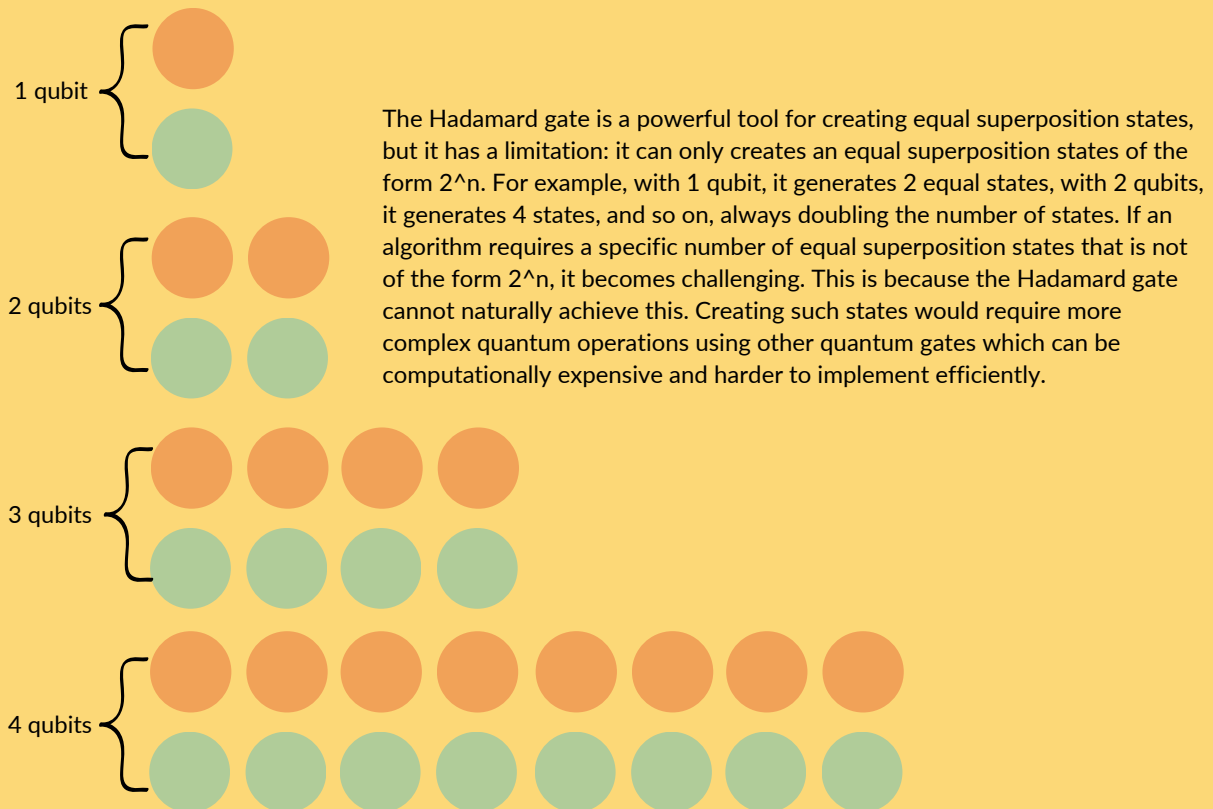 1 qubit
The Hadamard gate is a powerful tool for creating equal superposition states,
but it has a limitation: it can only creates an equal superposition states of the
form 2^n. For example, with 1 qubit, it generates 2 equal states, with 2 qubits,
it generates 4 states, and so on, always doubling the number of states. If an
algorithm requires a specific number of equal superposition states that is not
of the form 2^n, it becomes challenging. This is because the Hadamard gate
cannot naturally achieve this. Creating such states would require more
complex quantum operations using other quantum gates which can be
computationally expensive and harder to implement efficiently.
2 qubits
3 qubits
4 qubits